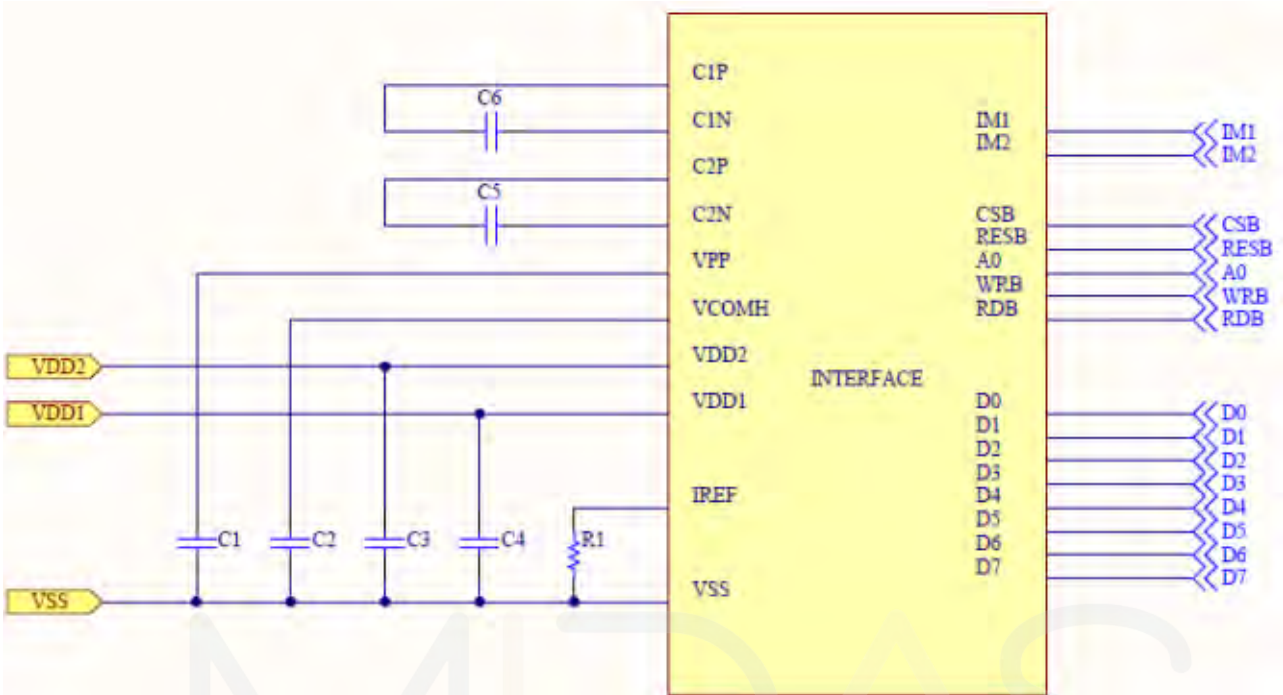 C1P
C6
C1N
IM1
IM1
IM2
IM2
C2P
C5
C2N
CSB
CSB
RESB
RESB
VPP
A0
A0
WRB
WRB
VCOMH
RDB
RDB
VDD2
VDD2
INTERFACE
VDD1
VDD1
D0
D0
D1
D1
D2
D2
D3
D3
IREF
D4
D4
D5
D5
C1
C2
C3
C4
R1
D6
D6
D7
D7
VSS
VSS
MIDAS